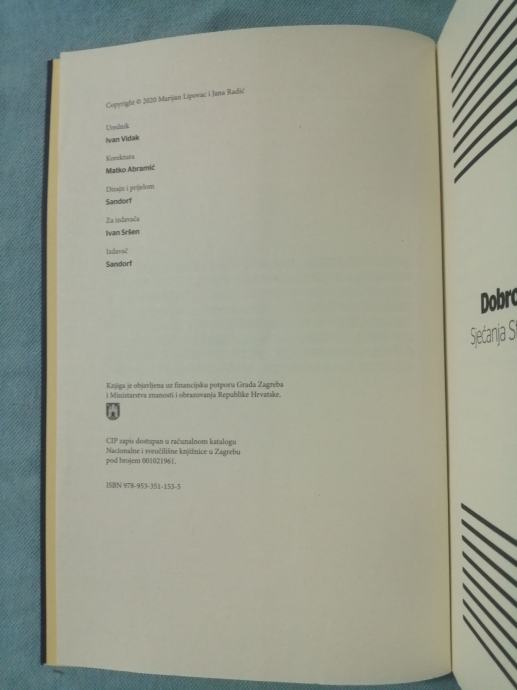 Copyright © 2020 Marijan Lipovac i Jana Radić
Urednik
Ivan Vidak
Korektura
Matko Abramić
Dizajn i prijelom
Sandorf
Za izdavača
Ivan Sršen
Izdavač
Sandorf
Knjiga je objavljena uz financijsku potporu Grada Zagreba
i Ministarstva znanosti i obrazovanja Republike Hrvatske.
CIP zapis dostupan u računalnom katalogu
Nacionalne i sveučilišne knjižnice u Zagrebu
pod brojem 001021961.
ISBN 978-953-351-153-5
Dobro
Sjećanja S